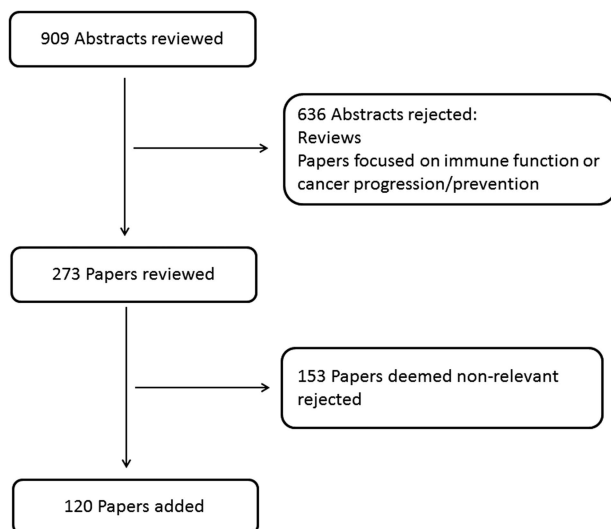 909 Abstracts reviewed
636 Abstracts rejected:
Reviews
Papers focused on immune function or
cancer progression/prevention
273 Papers reviewed
153 Papers deemed non-relevant
rejected
120 Papers added